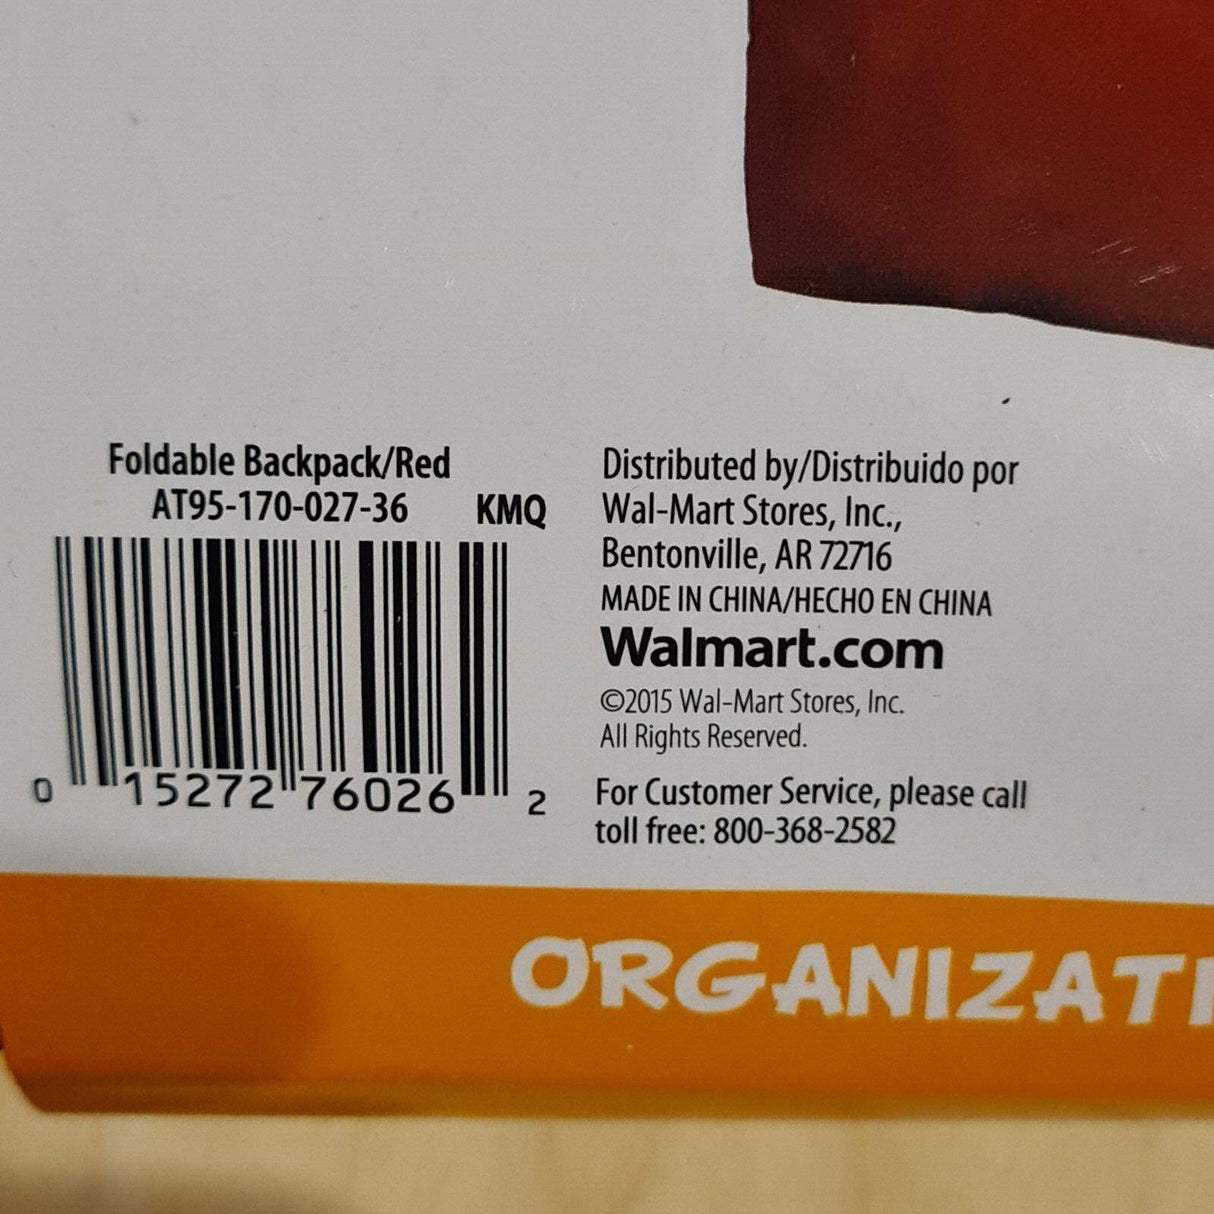 Foldable Backpack/Red
AT95-170-027-36 KMQ
0 15272 76026 2
Distributed by/Distribuido por
Wal-Mart Stores, Inc.,
Bentonville, AR 72716
MADE IN CHINA/HECHO EN CHINA
Walmart.com
©2015 Wal-Mart Stores, Inc.
All Rights Reserved.
For Customer Service, please call
toll free: 800-368-2582
ORGANIZATI